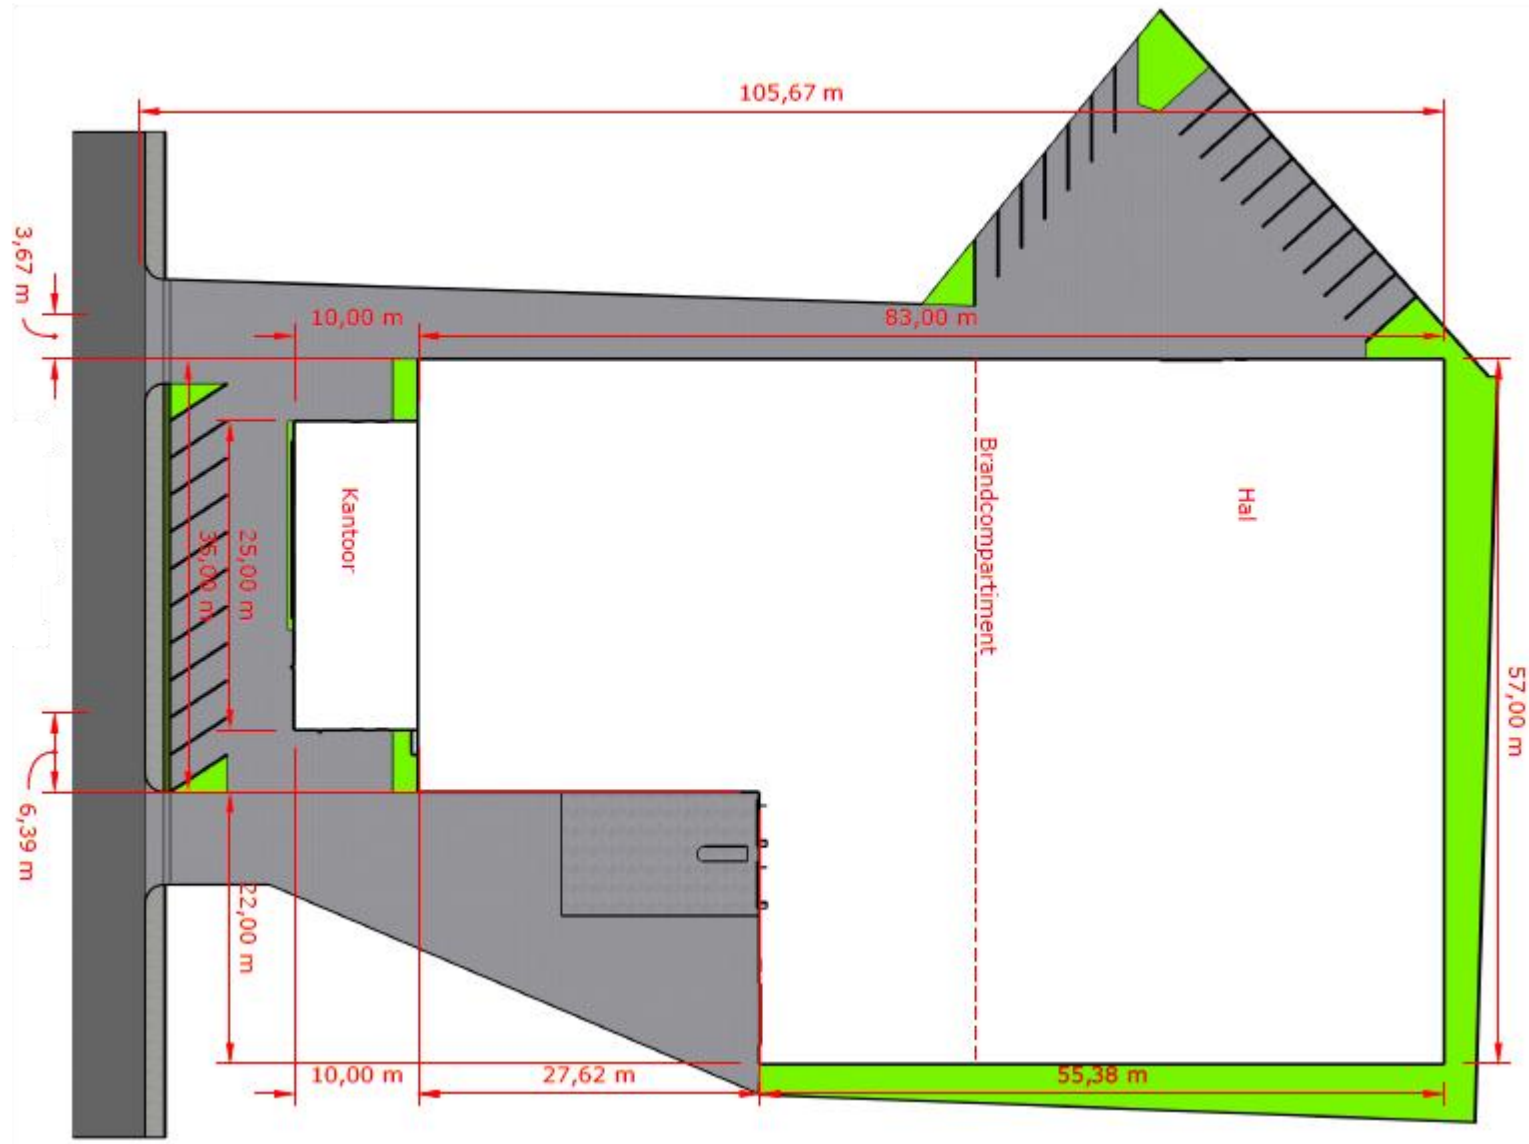 105,67 m
3,67 m
10,00 m
83,00 m
Kantoor
Brandcompartiment
Hal
35,00 m
25,00 m
57,00 m
6,39 m
22,00 m
10,00 m
27,62 m
55,38 m